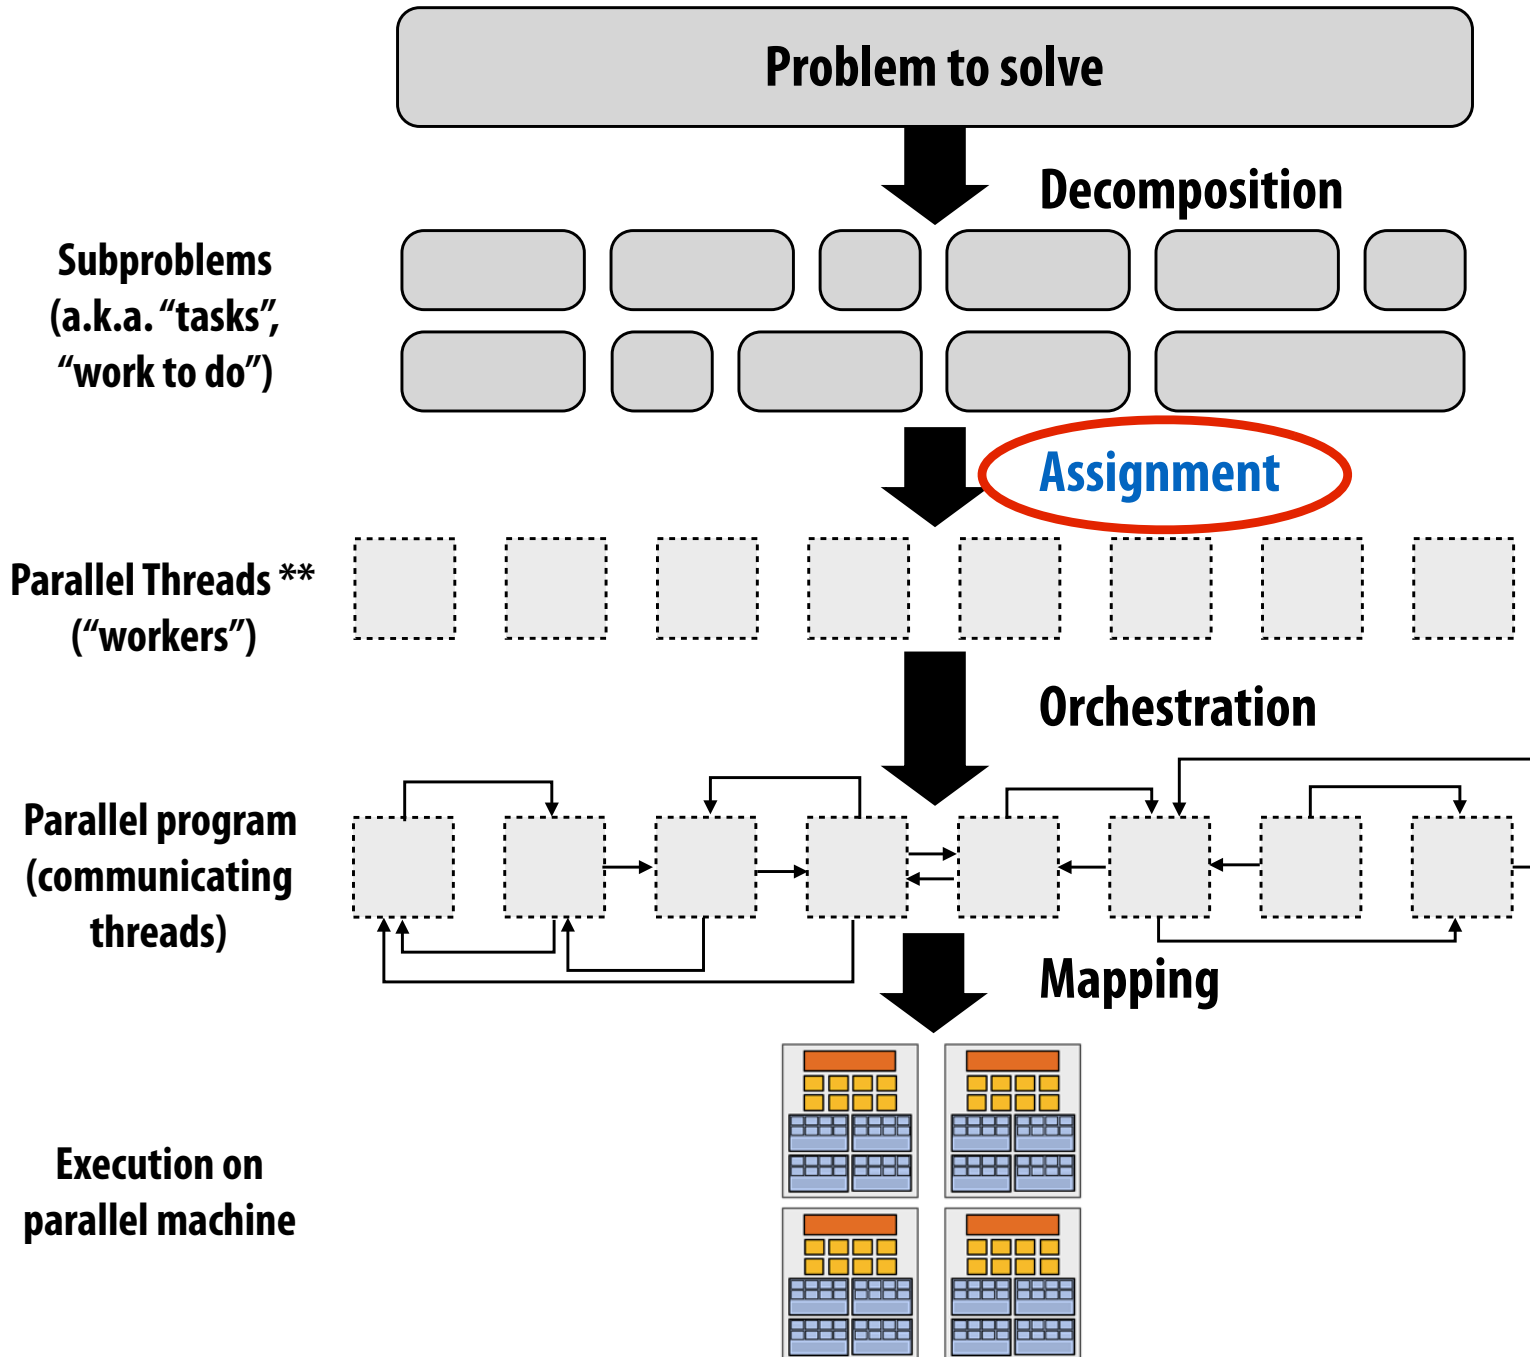 Problem to solve
Decomposition
Subproblems
(a.k.a. “tasks”,
“work to do”)
Assignment
Parallel Threads **
(“workers”)
Orchestration
Parallel program
(communicating
threads)
Mapping
Execution on
parallel machine